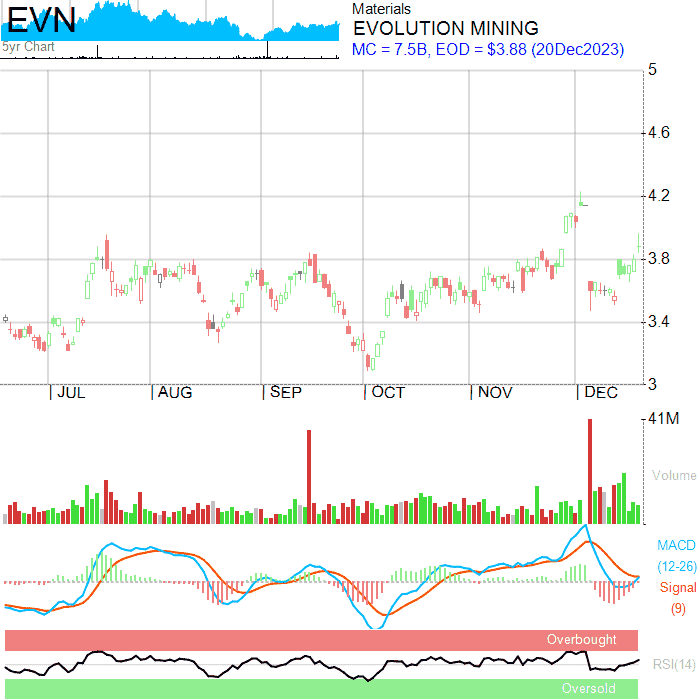 EVN
5yr Chart
Materials
EVOLUTION MINING
MC = 7.5B, EOD = $3.88 (20Dec2023)
5
4.6
4.2
3.8
3.4
3
JUL AUG SEP OCT NOV DEC
41M
Volume
MACD
(12-26)
Signal
(9)
Overbought
RSI(14)
Oversold